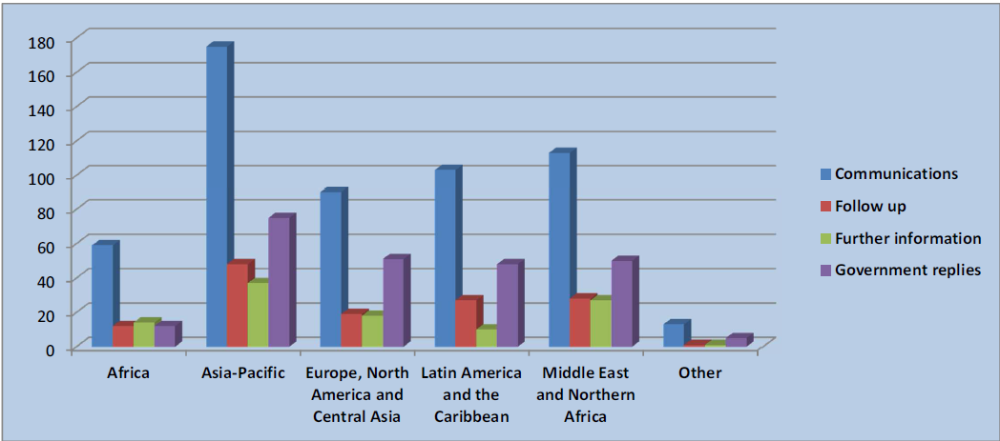 180
160
140
120
100
80
60
40
20
0
Africa
Asia-Pacific
Europe, North
America and
Central Asia
Latin America
and the
Caribbean
Middle East
and Northern
Africa
Other
Communications
Follow up
Further information
Government replies